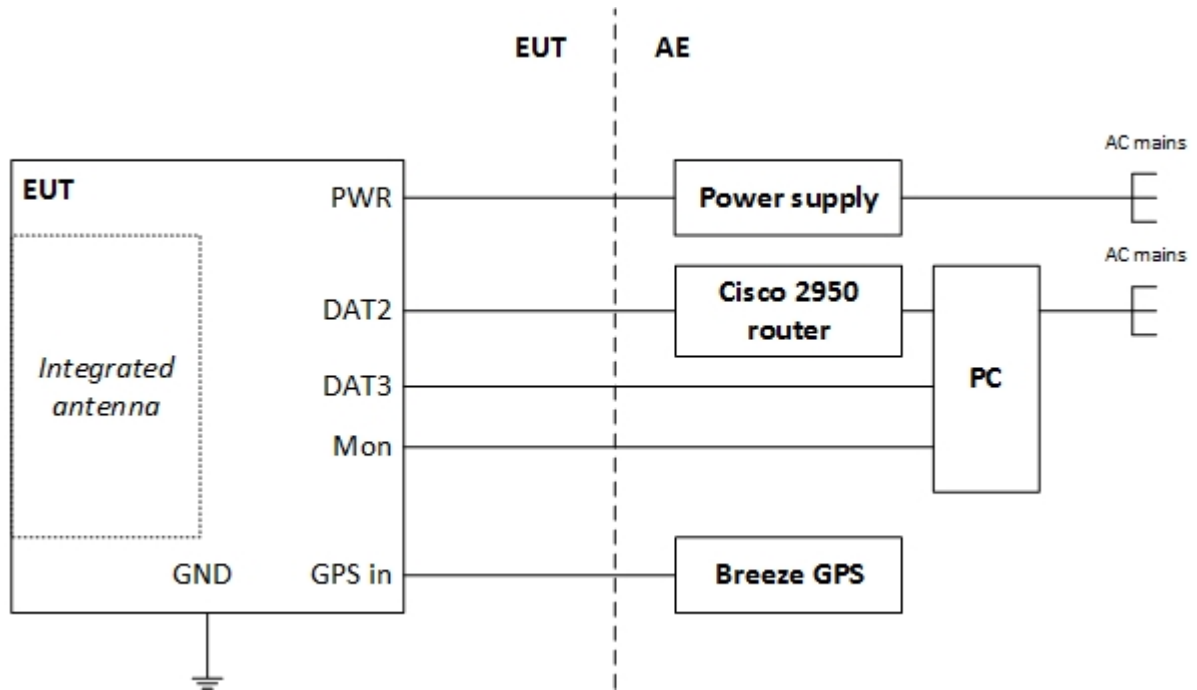 EUT
AE
AC mains
EUT
PWR
Power supply
AC mains
DAT2
Cisco 2950
router
Integrated
antenna
DAT3
PC
Mon
GND
GPS in
Breeze GPS